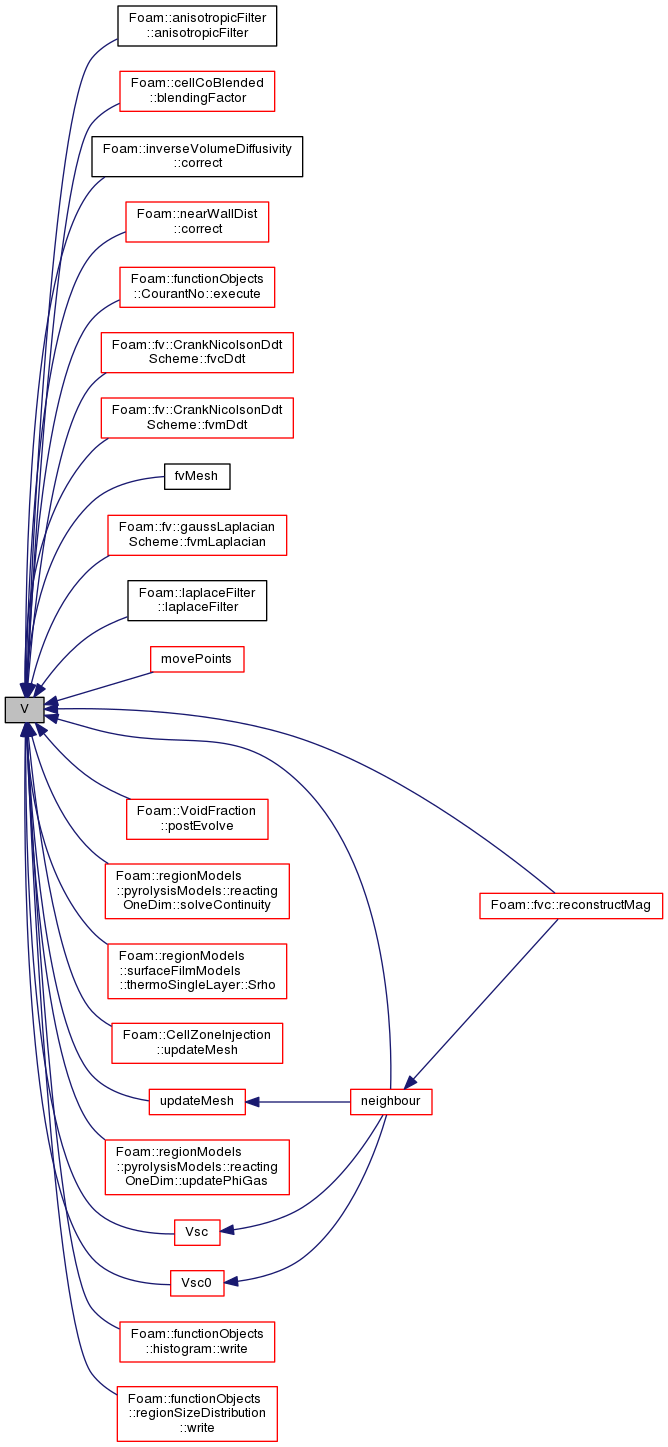 Foam::anisotropicFilter
::anisotropicFilter
Foam::cellCoBlended
::blendingFactor
Foam::inverseVolumeDiffusivity
::correct
Foam::nearWallDist
::correct
Foam::functionObjects
::CourantNo::execute
Foam::fv::CrankNicolsonDdt
Scheme::fvcDdt
Foam::fv::CrankNicolsonDdt
Scheme::fvmDdt
fvMesh
Foam::fv::gaussLaplacian
Scheme::fvmLaplacian
Foam::laplaceFilter
::laplaceFilter
movePoints
V
Foam::VoidFraction
::postEvolve
Foam::regionModels
::pyrolysisModels::reacting
OneDim::solveContinuity
Foam::fvc::reconstructMag
Foam::regionModels
::surfaceFilmModels
::thermoSingleLayer::Srho
Foam::CellZoneInjection
::updateMesh
updateMesh
neighbour
Foam::regionModels
::pyrolysisModels::reacting
OneDim::updatePhiGas
Vsc
Vsc0
Foam::functionObjects
::histogram::write
Foam::functionObjects
::regionSizeDistribution
::write